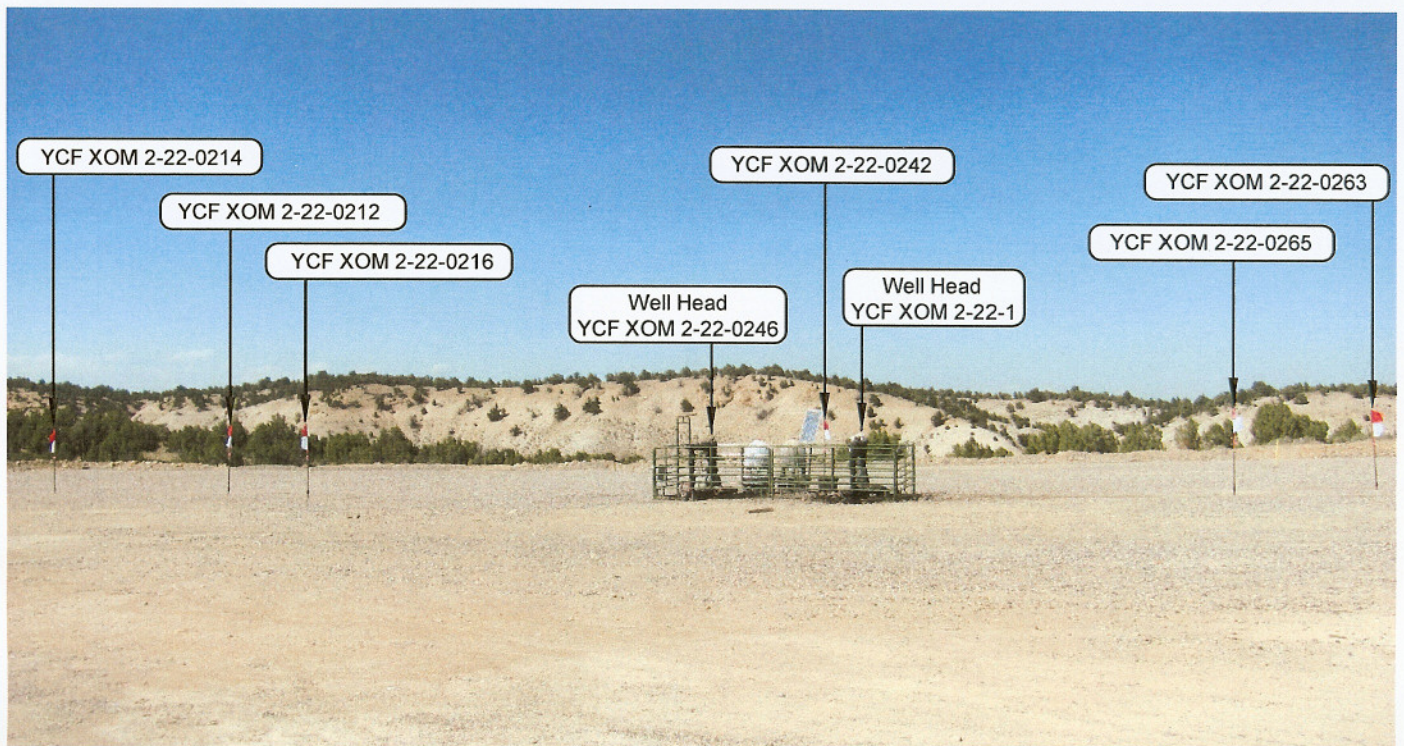 YCF XOM 2-22-0214
YCF XOM 2-22-0212
YCF XOM 2-22-0216
Well Head
YCF XOM 2-22-0246
YCF XOM 2-22-0242
Well Head
YCF XOM 2-22-1
YCF XOM 2-22-0265
YCF XOM 2-22-0263